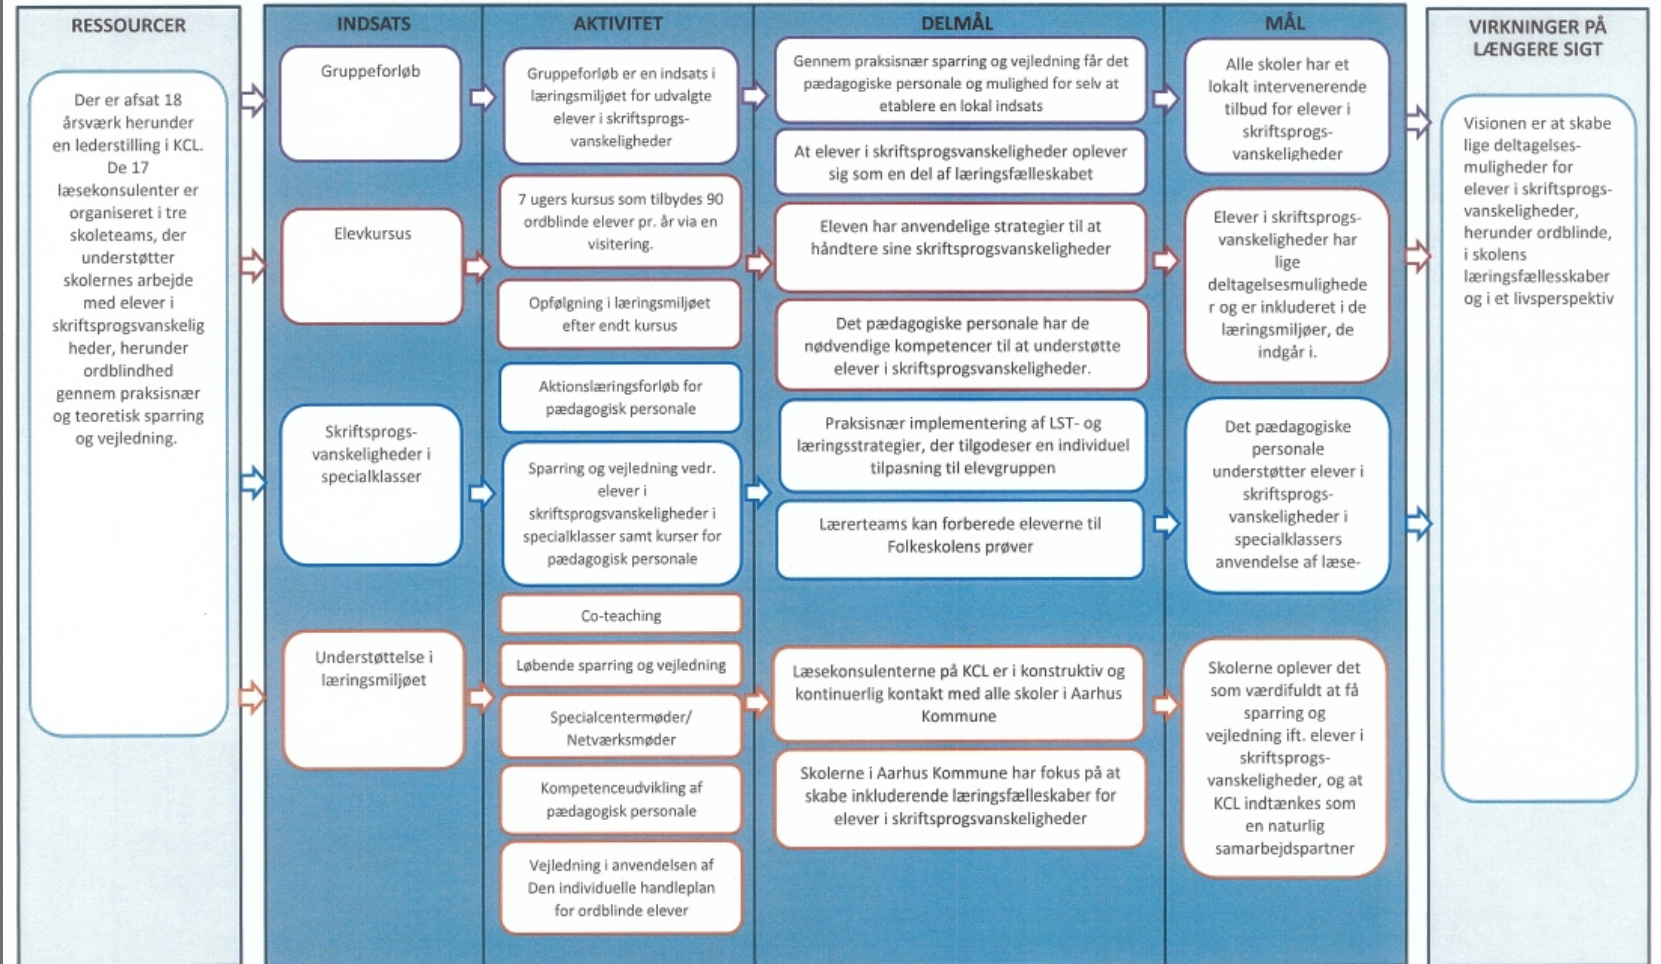 RESSOURCER
Der er afsat 18
årsværk herunder
en lederstilling i KCL.
De 17
læsekonsulenter er
organiseret i tre
skoleteams, der
understøtter
skolernes arbejde
med elever i
skriftsprogsvanskelig
heder, herunder
ordblindhed
gennem praksisnær
og teoretisk sparring
og vejledning.
INDSATS
Gruppeforløb
Elevkursus
Skriftsprogs-
vanskeligheder i
specialklasser
Understøttelse i
læringsmiljøet
AKTIVITET
Gruppeforløb er en indsats i
læringsmiljøet for udvalgte
elever i skriftsprogs-
vanskeligheder
7 ugers kursus som tilbydes 90
ordblinde elever pr. år via en
visitering.
Opfølgning i læringsmiljøet
efter endt kursus
Aktionslæringsforløb for
pædagogisk personale
Sparring og vejledning vedr.
elever i
skriftsprogsvanskeligheder i
specialklasser samt kurser for
pædagogisk personale
Co-teaching
Løbende sparring og vejledning
Specialcentermøder/
Netværksmøder
Kompetenceudvikling af
pædagogisk personale
Vejledning i anvendelsen af
Den individuelle handleplan
for ordblinde elever
DELMÅL
Gennem praksisnær sparring og vejledning får det
pædagogiske personale og mulighed for selv at
etablere en lokal indsats
At elever i skriftsprogsvanskeligheder oplever
sig som en del af læringsfælleskabet
Eleven har anvendelige strategier til at
håndtere sine skriftsprogsvanskeligheder
Det pædagogiske personale har de
nødvendige kompetencer til at understøtte
elever i skriftsprogsvanskeligheder.
Praksisnær implementering af LST- og
læringsstrategier, der tilgodeser en individuel
tilpasning til elevgruppen
Lærerteams kan forberede eleverne til
Folkeskolens prøver
Læsekonsulenterne på KCL er i konstruktiv og
kontinuerlig kontakt med alle skoler i Aarhus
Kommune
Skolerne i Aarhus Kommune har fokus på at
skabe inkluderende læringsfælleskaber for
elever i skriftsprogsvanskeligheder
MÅL
Alle skoler har et
lokalt intervenerende
tilbud for elever i
skriftsprogs-
vanskeligheder
Elever i skriftsprogs-
vanskeligheder har
lige
deltagelsesmulighede
r og er inkluderet i de
læringsmiljøer, de
indgår i.
Det pædagogiske
personale
understøtter elever i
skriftsprogs-
vanskeligheder i
specialklassers
anvendelse af læse-
Skolerne oplever det
som værdifuldt at få
sparring og
vejledning ift. elever i
skriftsprogs-
vanskeligheder, og at
KCL indtænkes som
en naturlig
samarbejdspartner
VIRKNINGER PÅ
LÆNGERE SIGT
Visionen er at skabe
lige deltagelses-
muligheder for
elever i skriftsprogs-
vanskeligheder,
herunder ordblinde,
i skolens
læringsfællesskaber
og i et livsperspektiv